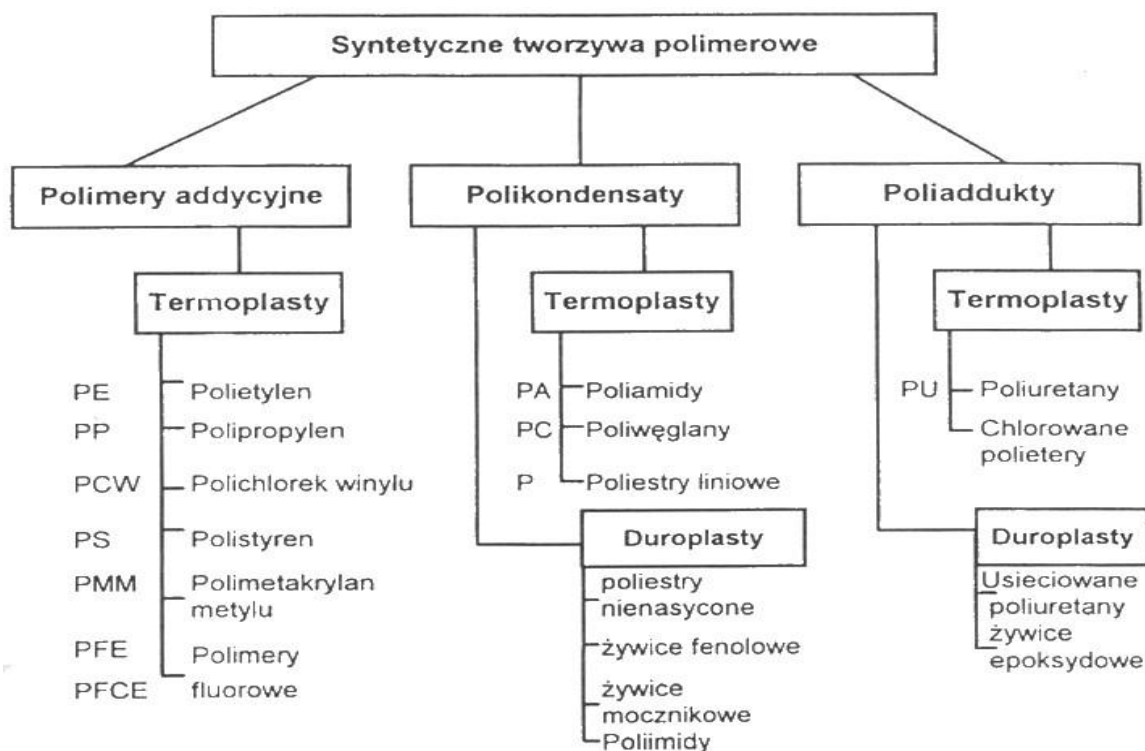 Syntetyczne tworzywa polimerowe
Polimery addycyjne
Polikondensaty
Poliaddukty
Termoplasty
PE Polietylen
PP Polipropylen
PCW Polichlorek winylu
PS Polistyren
PMM Polimetakrylan
metylu
PFE Polimery
PFCE fluorowe
Termoplasty
PA Poliamidy
PC Poliwęglany
P Poliestry liniowe
Duroplasty
poliestry
nienasycone
żywice fenolowe
żywice
mocznikowe
Poliimidy
Termoplasty
PU Poliuretany
Chlorowane
polietery
Duroplasty
Usieciowane
poliuretany
żywice
epoksydowe